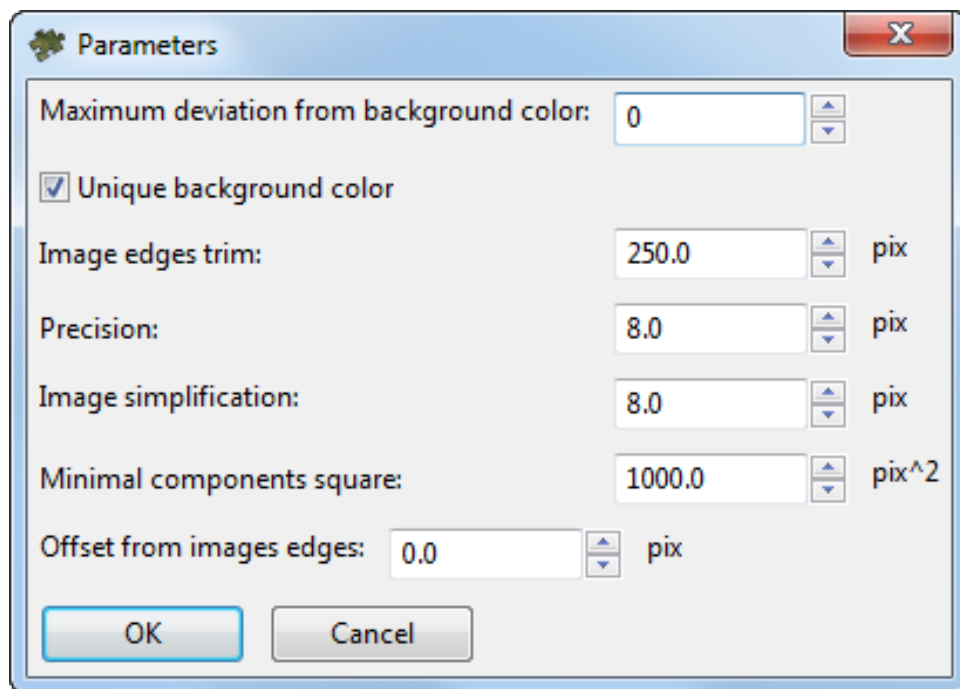 Parameters
Maximum deviation from background color: 0
Unique background color
Image edges trim: 250.0 pix
Precision: 8.0 pix
Image simplification: 8.0 pix
Minimal components square: 1000.0 pix^2
Offset from images edges: 0.0 pix
OK Cancel